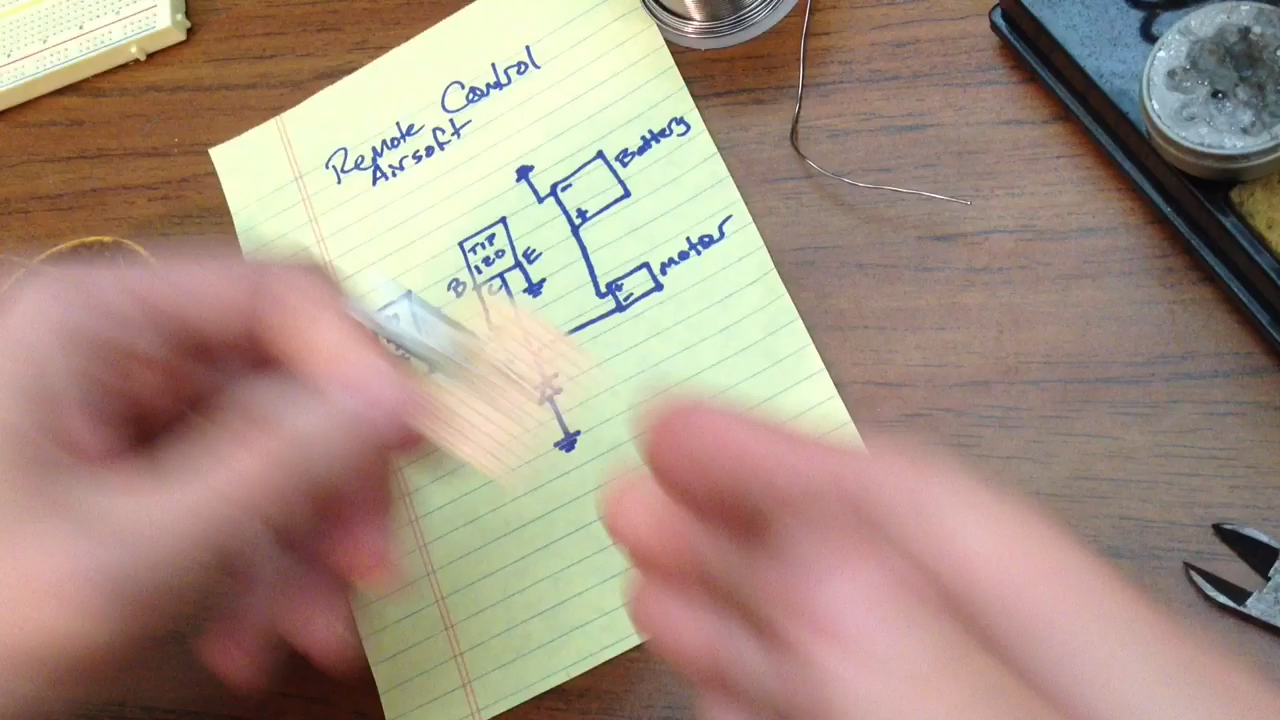 Remote Control
Airsoft
Battery
-
+
TIP
120
E
B
C
Motor
+
-